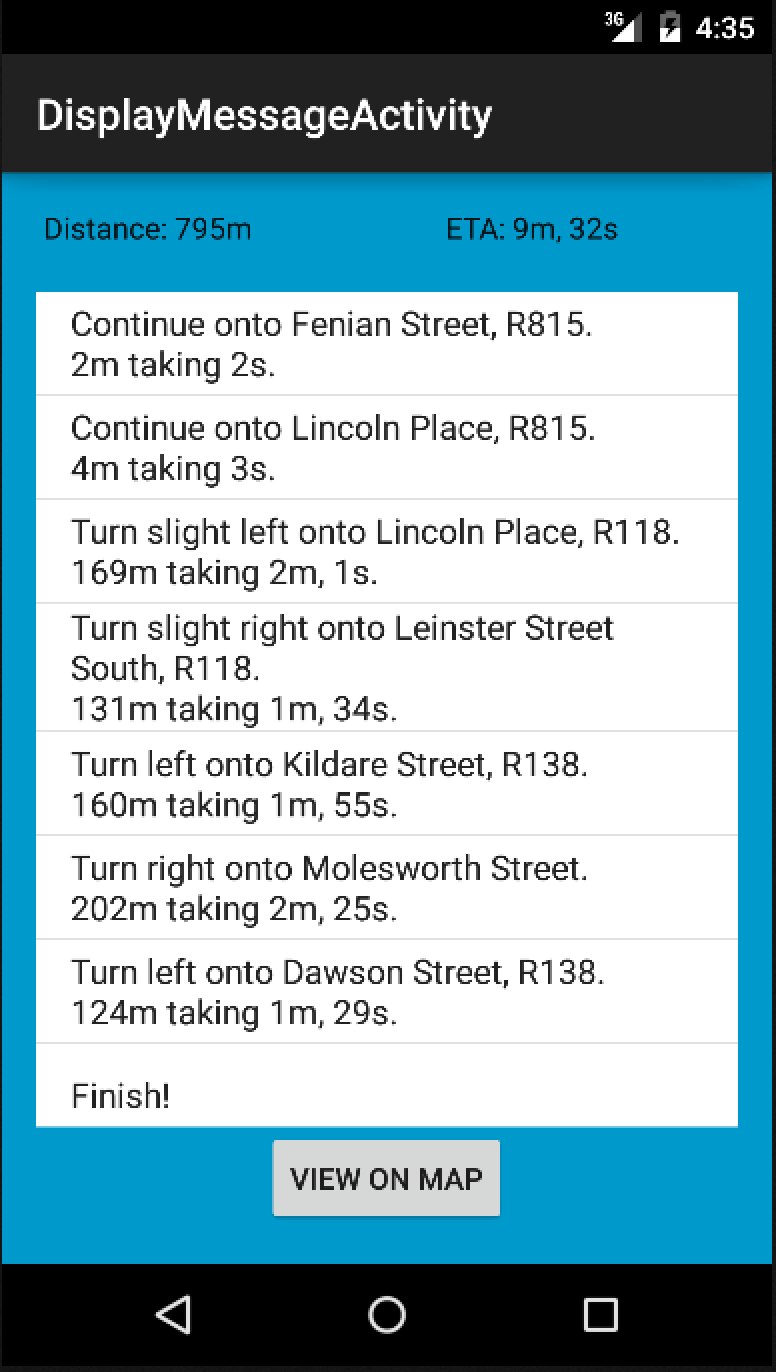 3G 4:35
DisplayMessageActivity
Distance: 795m ETA: 9m, 32s
Continue onto Fenian Street, R815.
2m taking 2s.
Continue onto Lincoln Place, R815.
4m taking 3s.
Turn slight left onto Lincoln Place, R118.
169m taking 2m, 1s.
Turn slight right onto Leinster Street
South, R118.
131m taking 1m, 34s.
Turn left onto Kildare Street, R138.
160m taking 1m, 55s.
Turn right onto Molesworth Street.
202m taking 2m, 25s.
Turn left onto Dawson Street, R138.
124m taking 1m, 29s.
Finish!
VIEW ON MAP